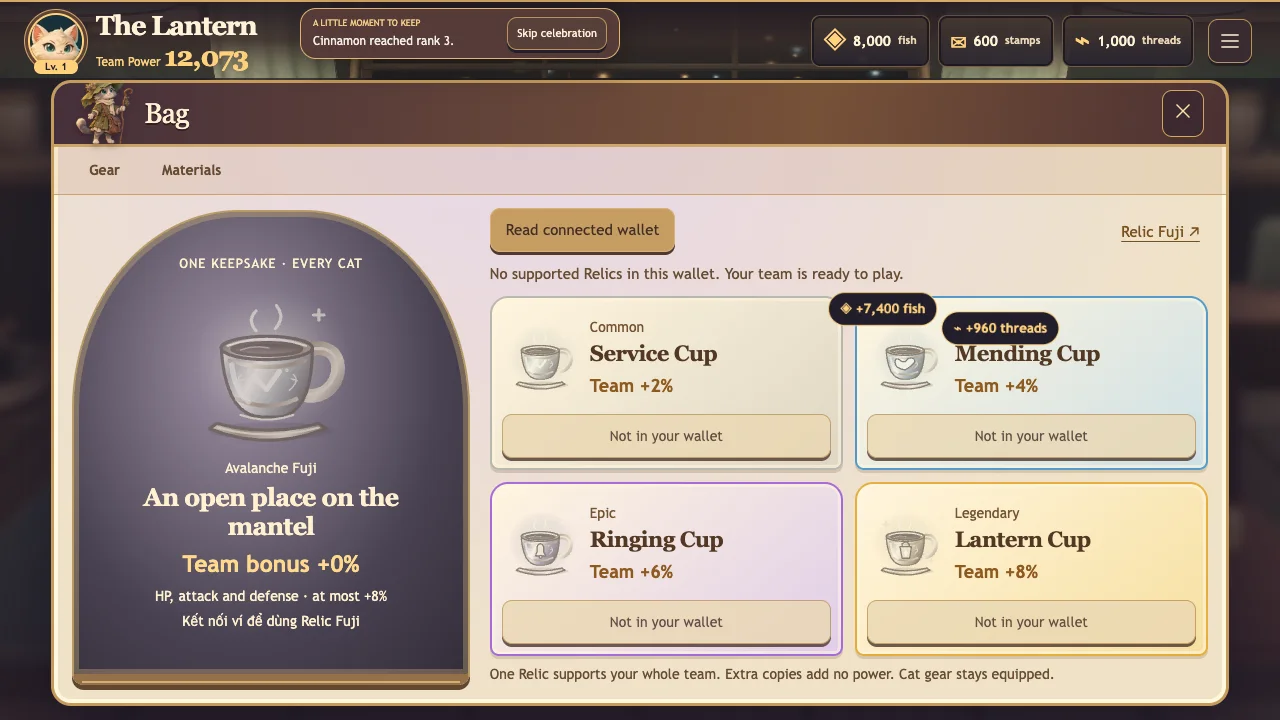 The Lantern
Team Power 12,073
Lv. 1
A LITTLE MOMENT TO KEEP
Cinnamon reached rank 3.
Skip celebration
8,000 fish
600 stamps
1,000 threads
Bag
Gear
Materials
ONE KEEPSAKE · EVERY CAT
Avalanche Fuji
An open place on the
mantel
Team bonus +0%
HP, attack and defense · at most +8%
Kết nối ví để dùng Relic Fuji
Read connected wallet
Relic Fuji ↗
No supported Relics in this wallet. Your team is ready to play.
+7,400 fish
+960 threads
Common
Service Cup
Team +2%
Not in your wallet
Mending Cup
Team +4%
Not in your wallet
Epic
Ringing Cup
Team +6%
Not in your wallet
Legendary
Lantern Cup
Team +8%
Not in your wallet
One Relic supports your whole team. Extra copies add no power. Cat gear stays equipped.